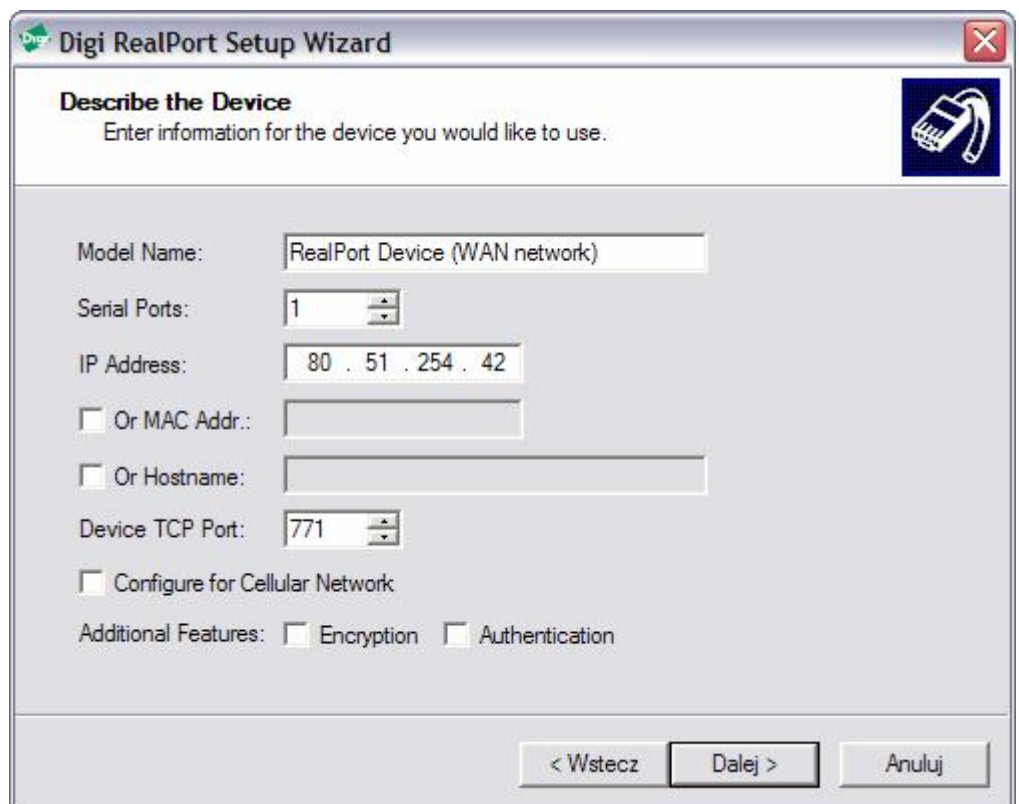 Digi RealPort Setup Wizard
Describe the Device
Enter information for the device you would like to use.
Model Name: RealPort Device (WAN network)
Serial Ports: 1
IP Address: 80 . 51 . 254 . 42
Or MAC Addr.:
Or Hostname:
Device TCP Port: 771
Configure for Cellular Network
Additional Features: Encryption Authentication
< Wstecz Dalej > Anuluj